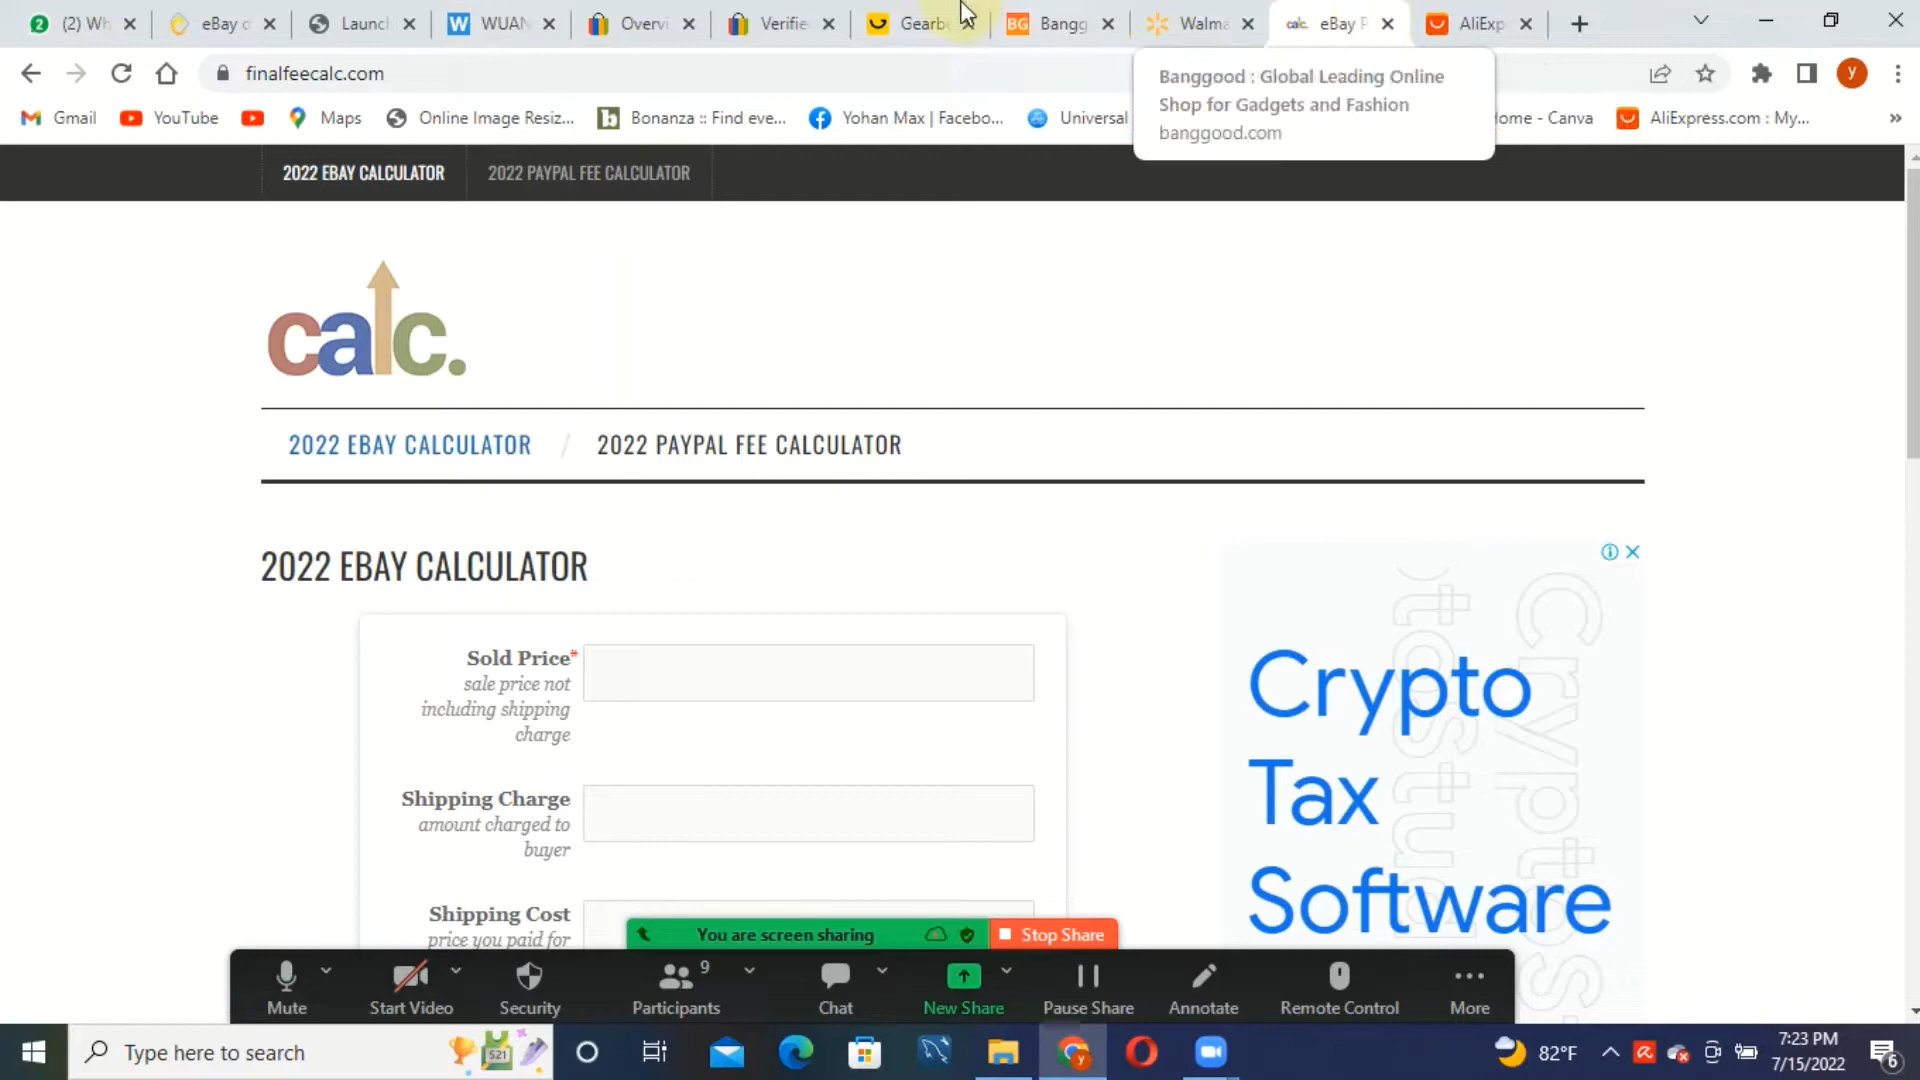 (2) Wh
eBay d
Launch
WUAN
Overvi
Verifie
Gearb
Bangg
Walma
eBay P
AliExp
finalfeecalc.com
Banggood : Global Leading Online
Shop for Gadgets and Fashion
banggood.com
Gmail
YouTube
Maps
Online Image Resiz...
Bonanza :: Find eve...
Yohan Max | Facebo...
Universal
ome - Canva
AliExpress.com : My...
2022 EBAY CALCULATOR
2022 PAYPAL FEE CALCULATOR
calc.
2022 EBAY CALCULATOR / 2022 PAYPAL FEE CALCULATOR
2022 EBAY CALCULATOR
Sold Price*
sale price not
including shipping
charge
Shipping Charge
amount charged to
buyer
Shipping Cost
price you paid for
Crypto
Tax
Software
You are screen sharing
Stop Share
Mute
Start Video
Security
Participants 9
Chat
New Share
Pause Share
Annotate
Remote Control
More
Type here to search
82°F
7:23 PM
7/15/2022
6